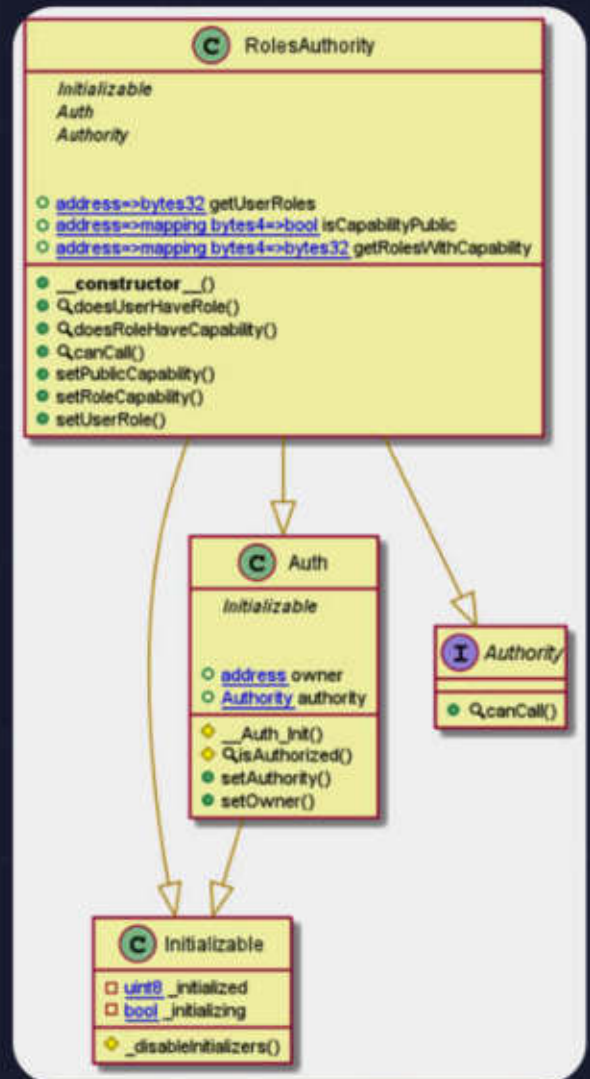 C RolesAuthority
Initializable
Auth
Authority
address=>bytes32 getUserRoles
address=>mapping bytes4=>bool isCapabilityPublic
address=>mapping bytes4=>bytes32 getRolesWithCapability
__constructor__()
doesUserHaveRole()
doesRoleHaveCapability()
canCall()
setPublicCapability()
setRoleCapability()
setUserRole()
C Auth
Initializable
address owner
Authority authority
__Auth_Init()
isAuthorized()
setAuthority()
setOwner()
I Authority
canCall()
C Initializable
uint8 _initialized
bool _initializing
_disableInitializers()